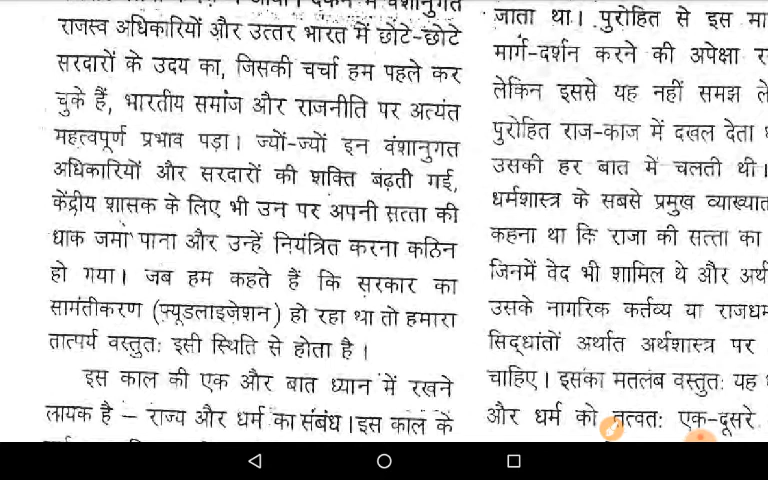 वंशानुगत
राजस्व अधिकारियों और उत्तर भारत में छोटे-छोटे
सरदारों के उदय का, जिसकी चर्चा हम पहले कर
चुके हैं, भारतीय समाज और राजनीति पर अत्यंत
महत्वपूर्ण प्रभाव पड़ा। ज्यों-ज्यों इन वंशानुगत
अधिकारियों और सरदारों की शक्ति बढ़ती गई,
केंद्रीय शासक के लिए भी उन पर अपनी सत्ता की
धाक जमा पाना और उन्हें नियंत्रित करना कठिन
हो गया। जब हम कहते हैं कि सरकार का
सामंतीकरण (फ़्यूडलाइज़ेशन) हो रहा था तो हमारा
तात्पर्य वस्तुतः इसी स्थिति से होता है।
इस काल की एक और बात ध्यान में रखने
लायक है – राज्य और धर्म का संबंध। इस काल के
जाता था। पुरोहित से इस
मार्ग-दर्शन करने की अपेक्षा
लेकिन इससे यह नहीं समझ
पुरोहित राज-काज में दखल देता
उसकी हर बात में चलती थी।
धर्मशास्त्र के सबसे प्रमुख
कहना था कि राजा की सत्ता का
जिनमें वेद भी शामिल थे और
उसके नागरिक कर्तव्य या
सिद्धांतों अर्थात अर्थशास्त्र पर
चाहिए। इसका मतलब वस्तुतः यह
और धर्म को तत्वतः एक-दूसरे